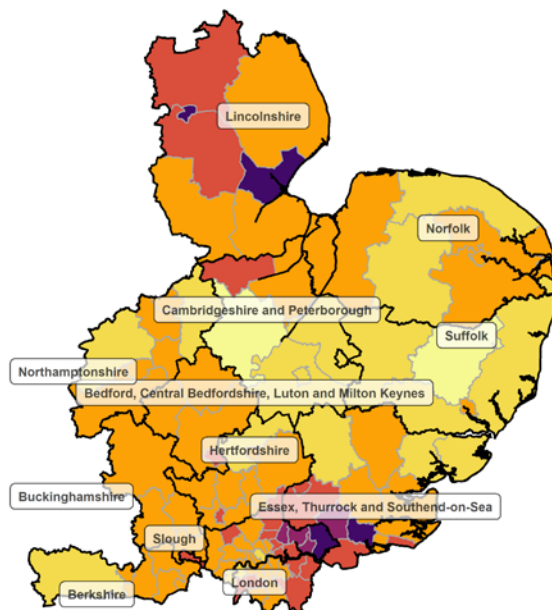 Lincolnshire
Norfolk
Cambridgeshire and Peterborough
Suffolk
Northamptonshire
Bedford, Central Bedfordshire, Luton and Milton Keynes
Hertfordshire
Buckinghamshire
Essex, Thurrock and Southend-on-Sea
Slough
London
Berkshire